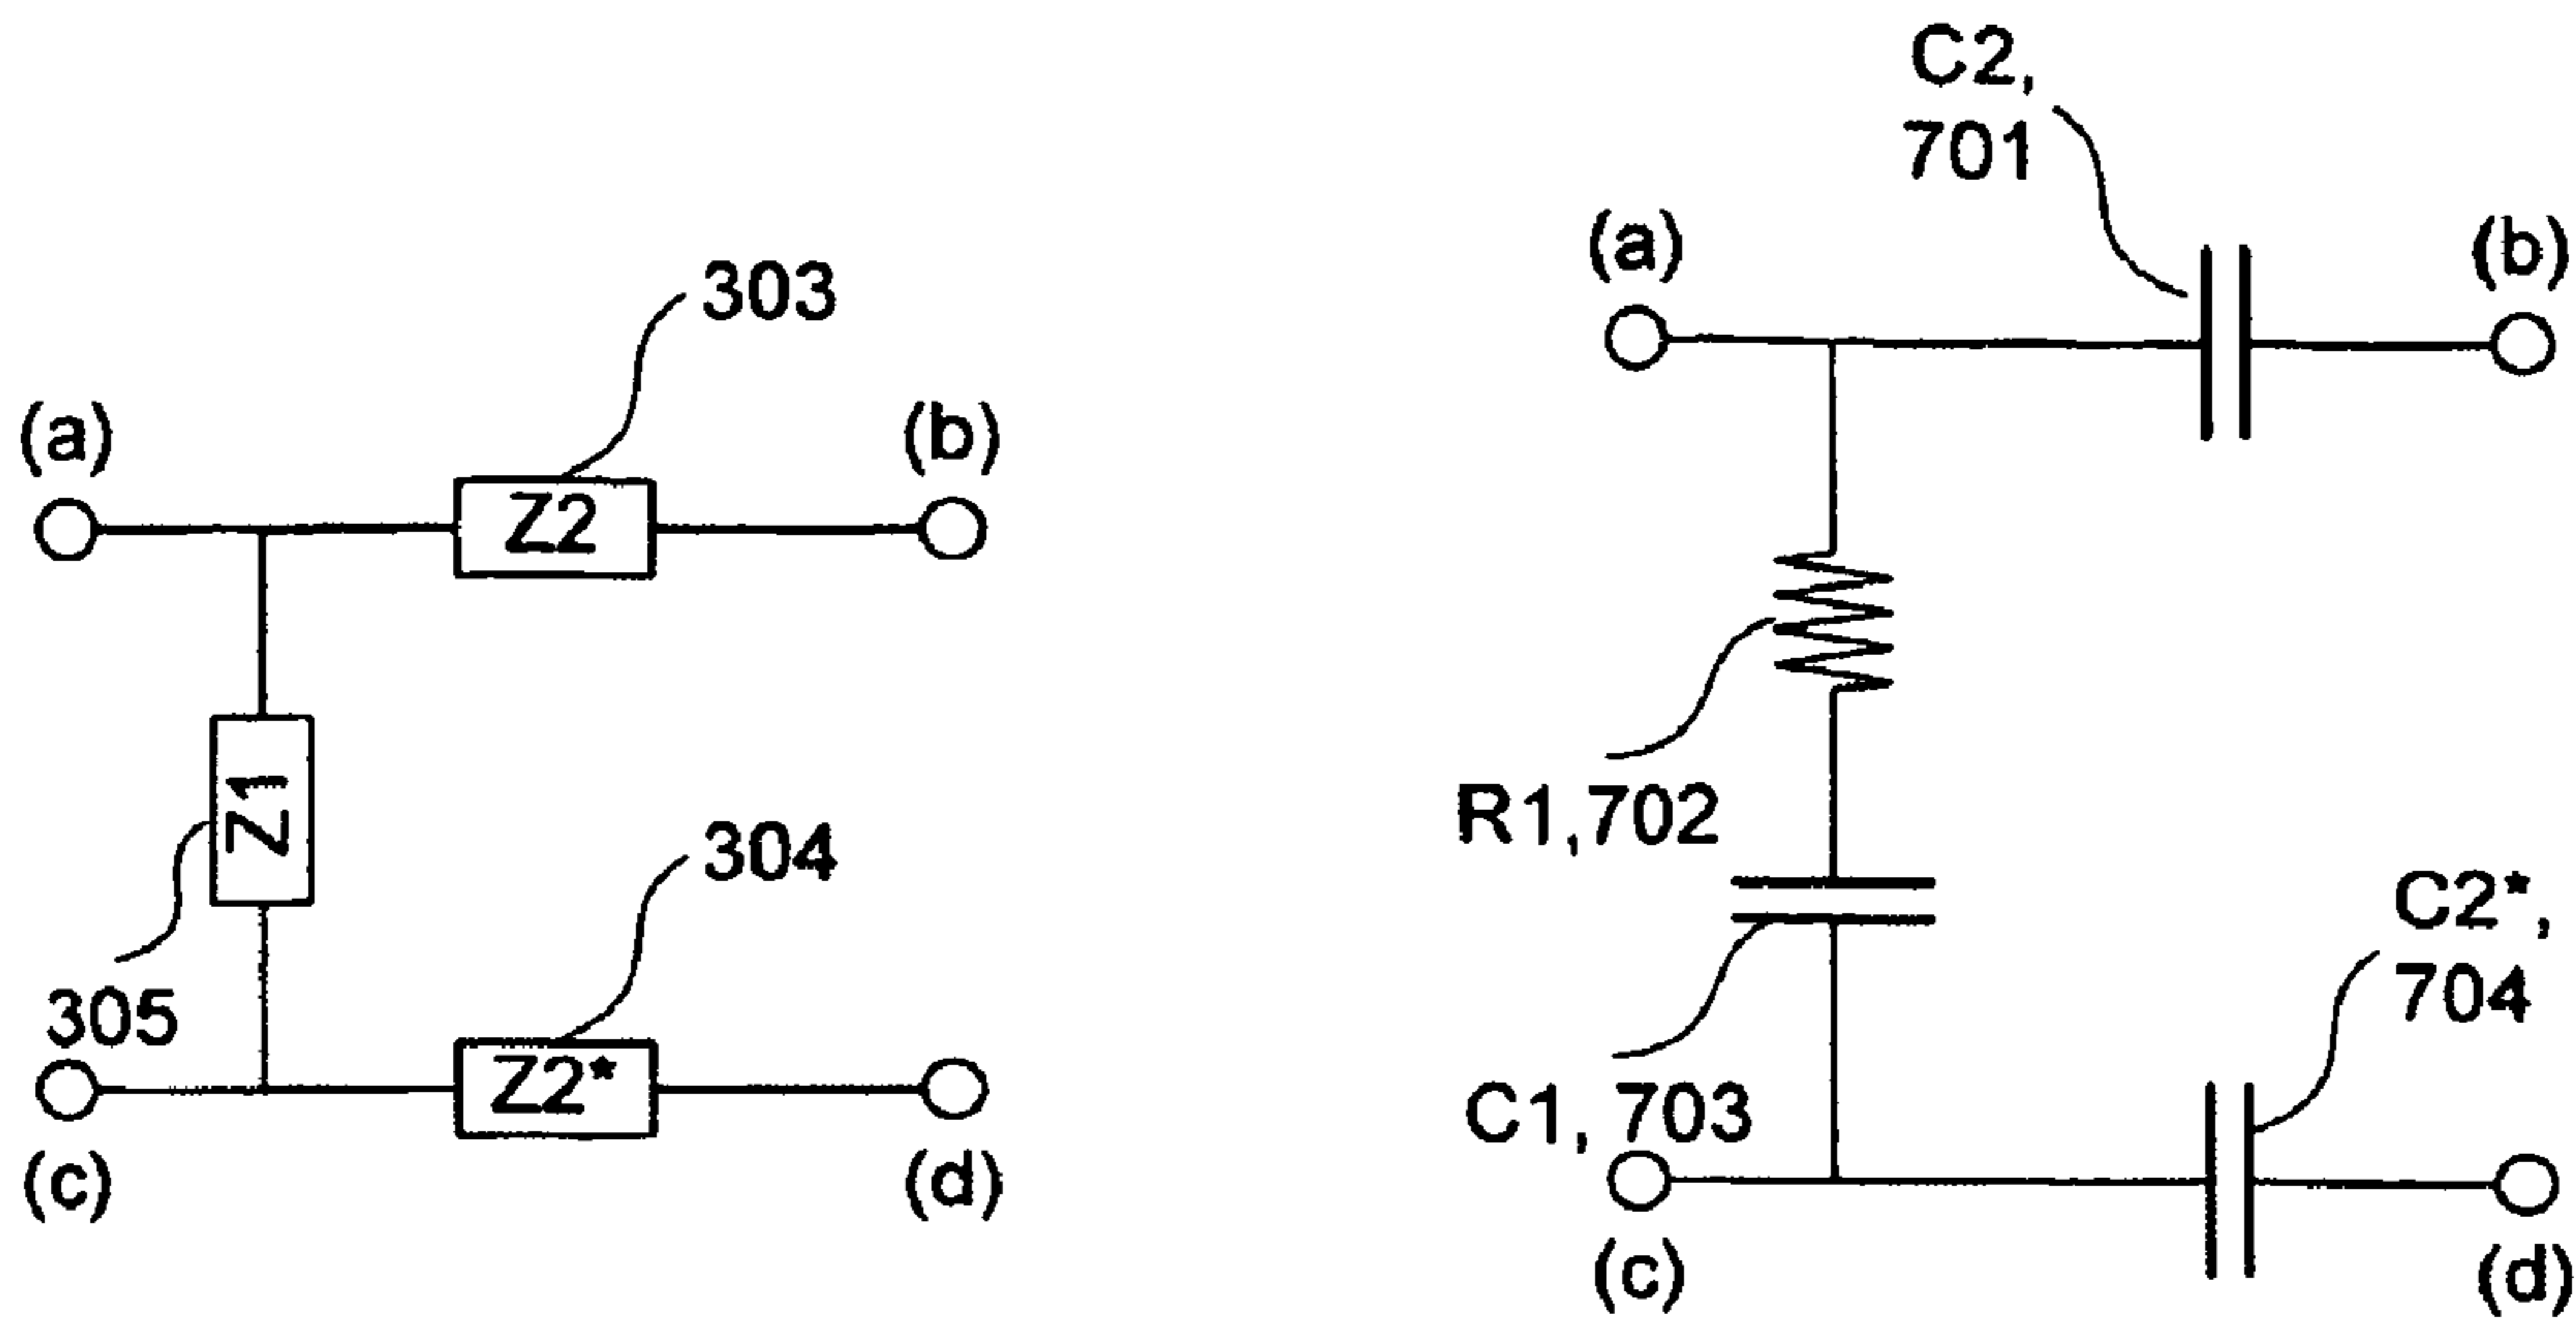 303
(a)
(b)
Z2
Z1
304
305
Z2*
(c)
(d)
C2,
701
(a)
(b)
R1,702
C2*,
704
C1, 703
(c)
(d)